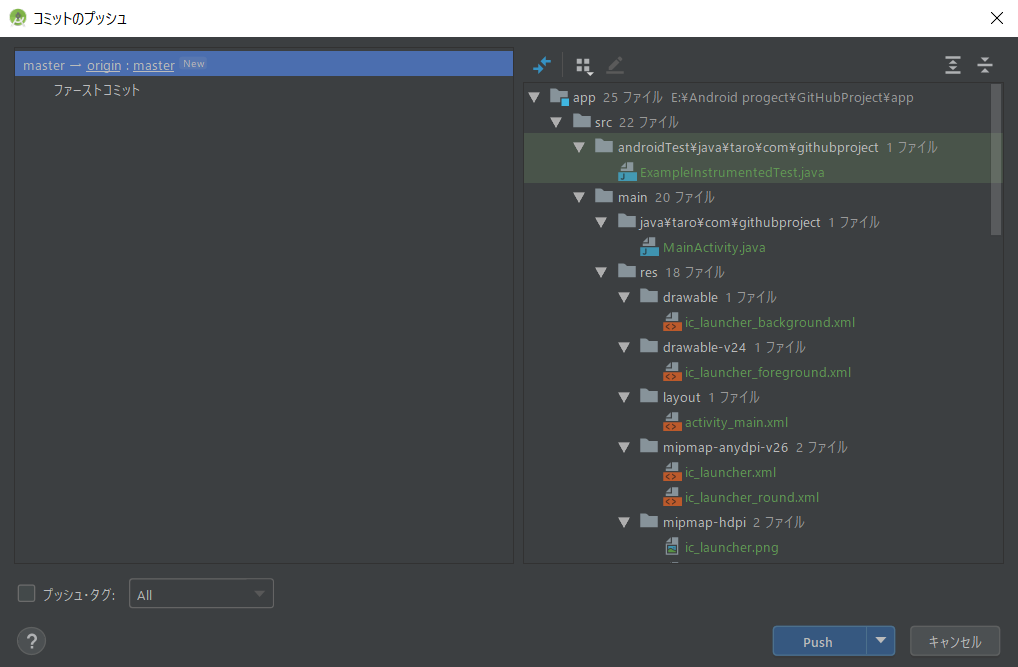 コミットのプッシュ
master → origin : master New
ファーストコミット
app 25 ファイル E:¥Android progect¥GitHubProject¥app
src 22 ファイル
androidTest¥java¥taro¥com¥githubproject 1 ファイル
ExampleInstrumentedTest.java
main 20 ファイル
java¥taro¥com¥githubproject 1 ファイル
MainActivity.java
res 18 ファイル
drawable 1 ファイル
ic_launcher_background.xml
drawable-v24 1 ファイル
ic_launcher_foreground.xml
layout 1 ファイル
activity_main.xml
mipmap-anydpi-v26 2 ファイル
ic_launcher.xml
ic_launcher_round.xml
mipmap-hdpi 2 ファイル
ic_launcher.png
プッシュ・タグ: All
? Push キャンセル